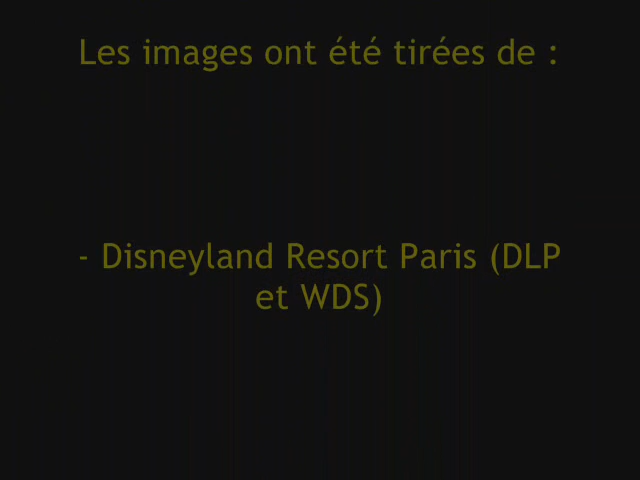 Les images ont été tirées de :
- Disneyland Resort Paris (DLP
et WDS)